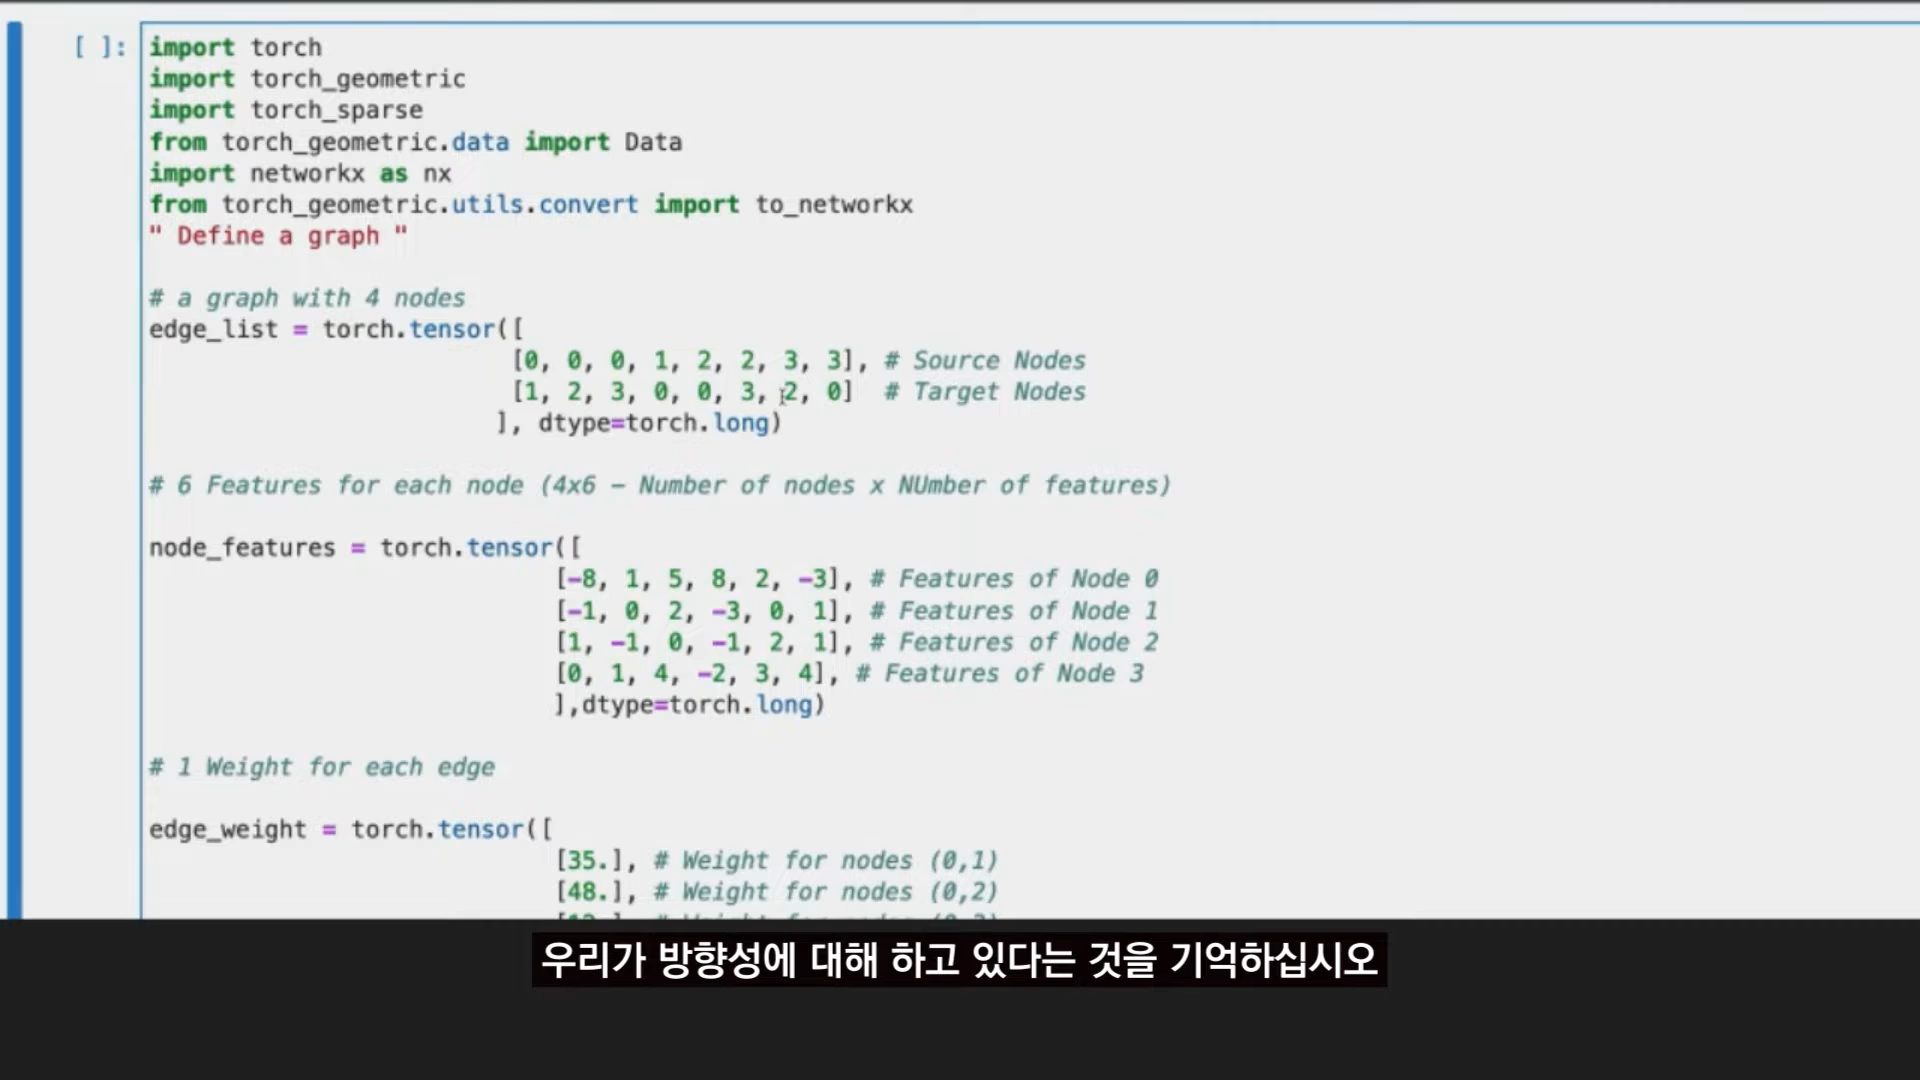 [ ]:
import torch
import torch_geometric
import torch_sparse
from torch_geometric.data import Data
import networkx as nx
from torch_geometric.utils.convert import to_networkx
" Define a graph "
# a graph with 4 nodes
edge_list = torch.tensor([
[0, 0, 0, 1, 2, 2, 3, 3], # Source Nodes
[1, 2, 3, 0, 0, 3, 2, 0] # Target Nodes
], dtype=torch.long)
# 6 Features for each node (4x6 – Number of nodes x NUmber of features)
node_features = torch.tensor([
[-8, 1, 5, 8, 2, -3], # Features of Node 0
[-1, 0, 2, -3, 0, 1], # Features of Node 1
[1, -1, 0, -1, 2, 1], # Features of Node 2
[0, 1, 4, -2, 3, 4], # Features of Node 3
],dtype=torch.long)
# 1 Weight for each edge
edge_weight = torch.tensor([
[35.], # Weight for nodes (0,1)
[48.], # Weight for nodes (0,2)
우리가 방향성에 대해 하고 있다는 것을 기억하십시오